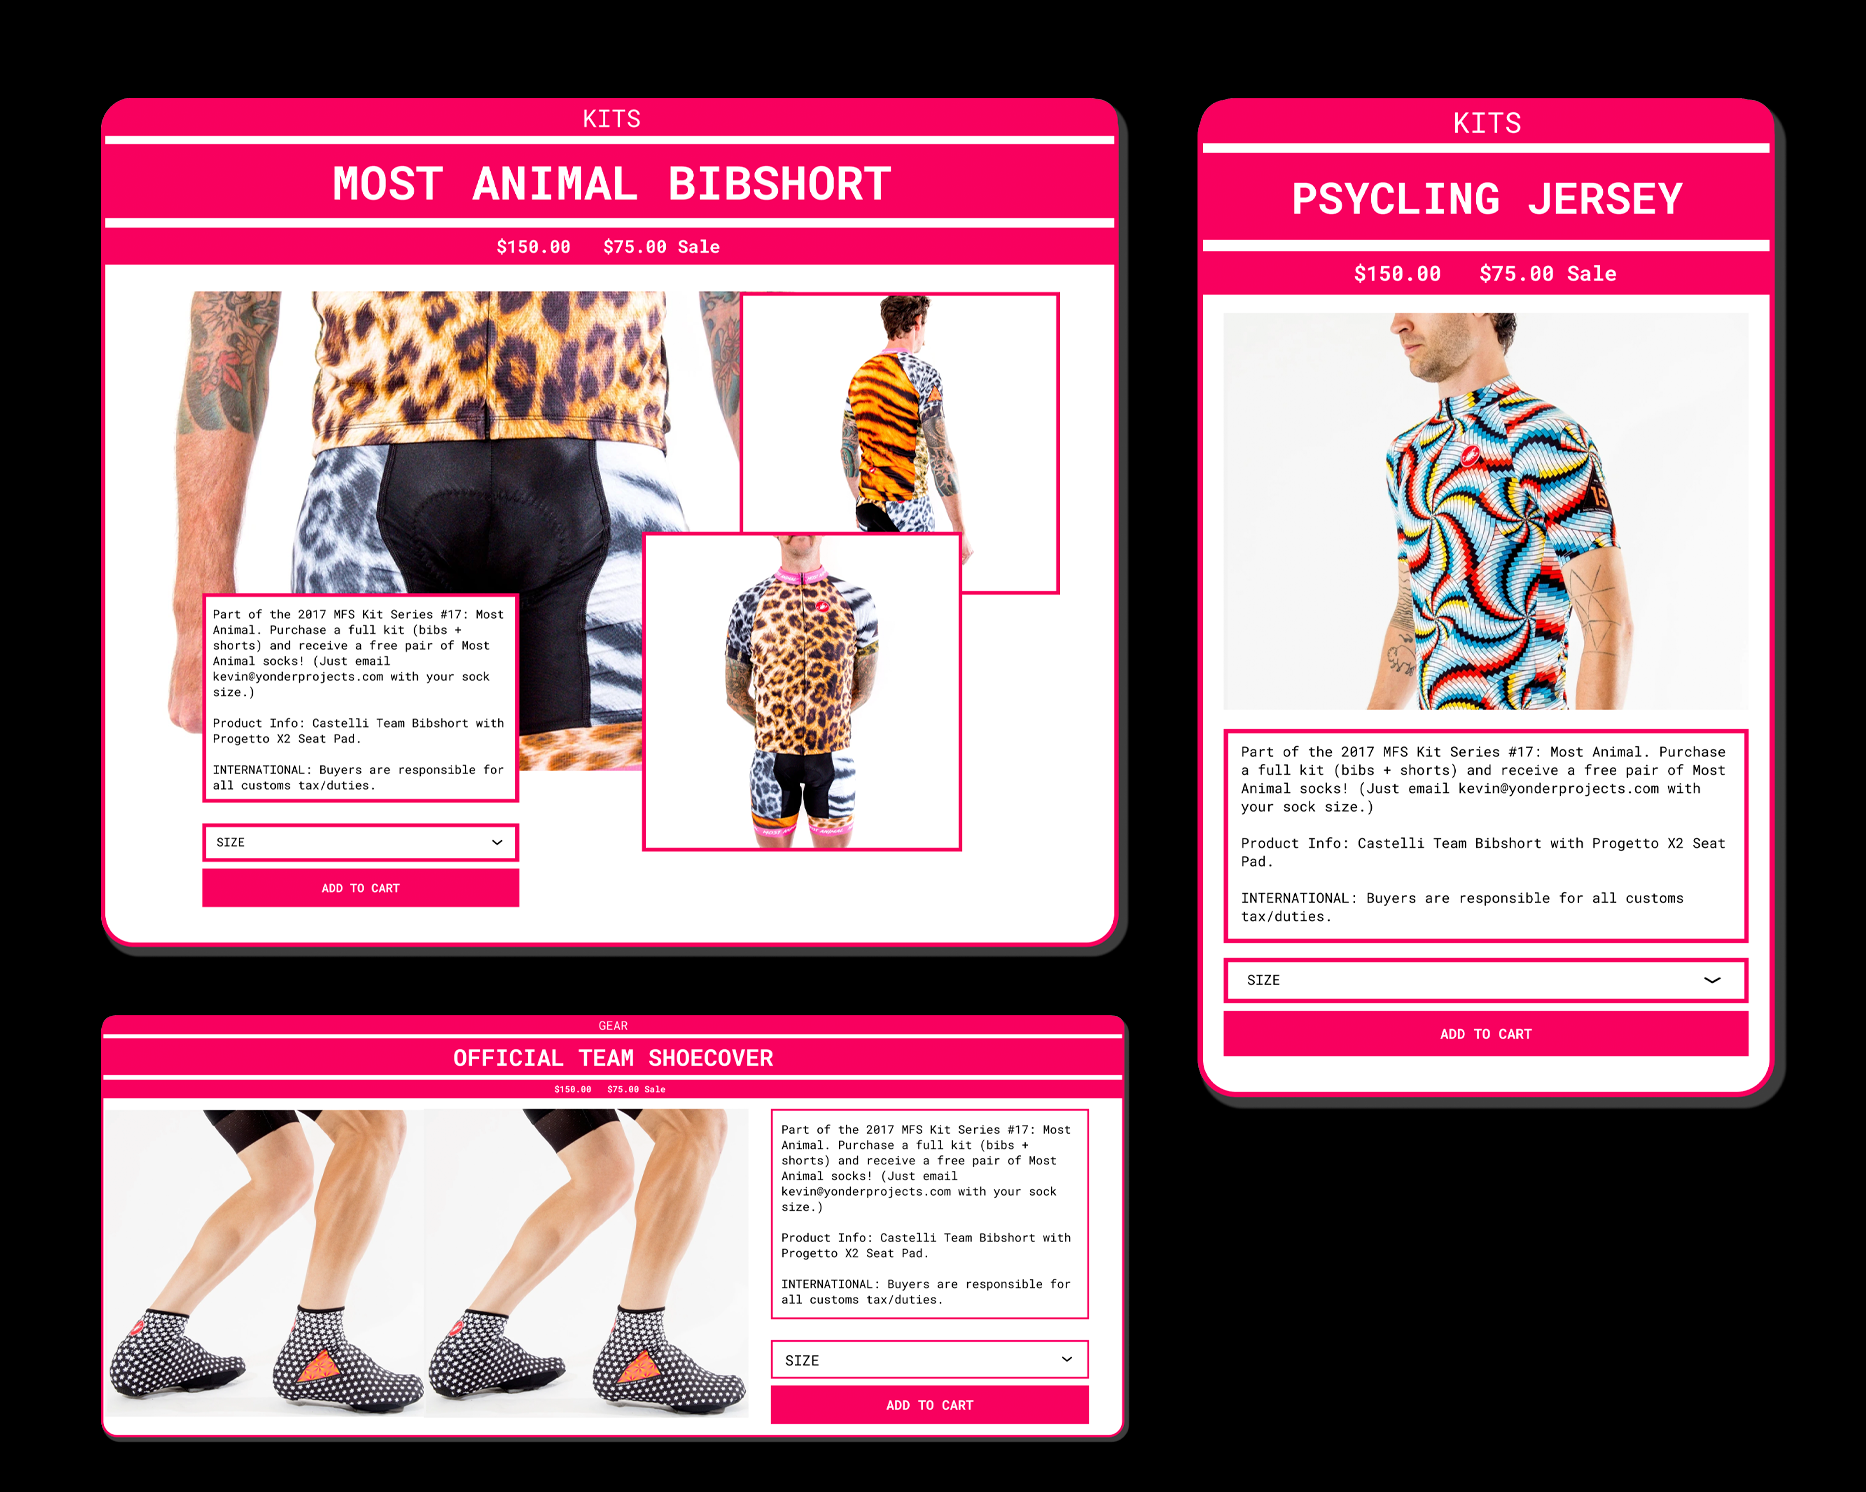 KITS
MOST ANIMAL BIBSHORT
$150.00 $75.00 Sale
Part of the 2017 MFS Kit Series #17: Most
Animal. Purchase a full kit (bibs +
shorts) and receive a free pair of Most
Animal socks! (Just email
kevin@yonderprojects.com with your sock
size.)
Product Info: Castelli Team Bibshort with
Progetto X2 Seat Pad.
INTERNATIONAL: Buyers are responsible for
all customs tax/duties.
SIZE
ADD TO CART
KITS
PSYCLING JERSEY
$150.00 $75.00 Sale
15
Part of the 2017 MFS Kit Series #17: Most Animal. Purchase
a full kit (bibs + shorts) and receive a free pair of Most
Animal socks! (Just email kevin@yonderprojects.com with
your sock size.)
Product Info: Castelli Team Bibshort with Progetto X2 Seat
Pad.
INTERNATIONAL: Buyers are responsible for all customs
tax/duties.
SIZE
ADD TO CART
GEAR
OFFICIAL TEAM SHOECOVER
$150.00 $75.00 Sale
Part of the 2017 MFS Kit Series #17: Most
Animal. Purchase a full kit (bibs +
shorts) and receive a free pair of Most
Animal socks! (Just email
kevin@yonderprojects.com with your sock
size.)
Product Info: Castelli Team Bibshort with
Progetto X2 Seat Pad.
INTERNATIONAL: Buyers are responsible for
all customs tax/duties.
SIZE
ADD TO CART